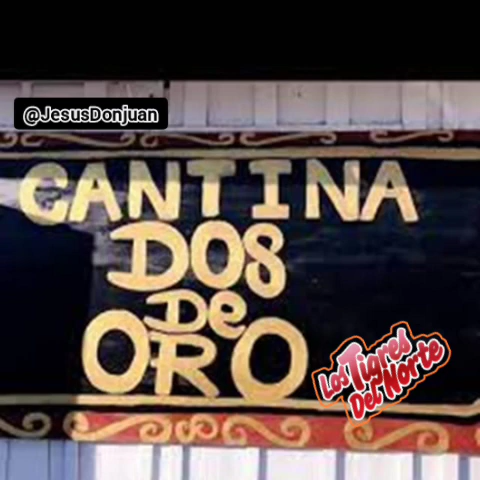 @JesusDonjuan
CANTINA
DOS
De
ORO
Los Tigres
Del Norte